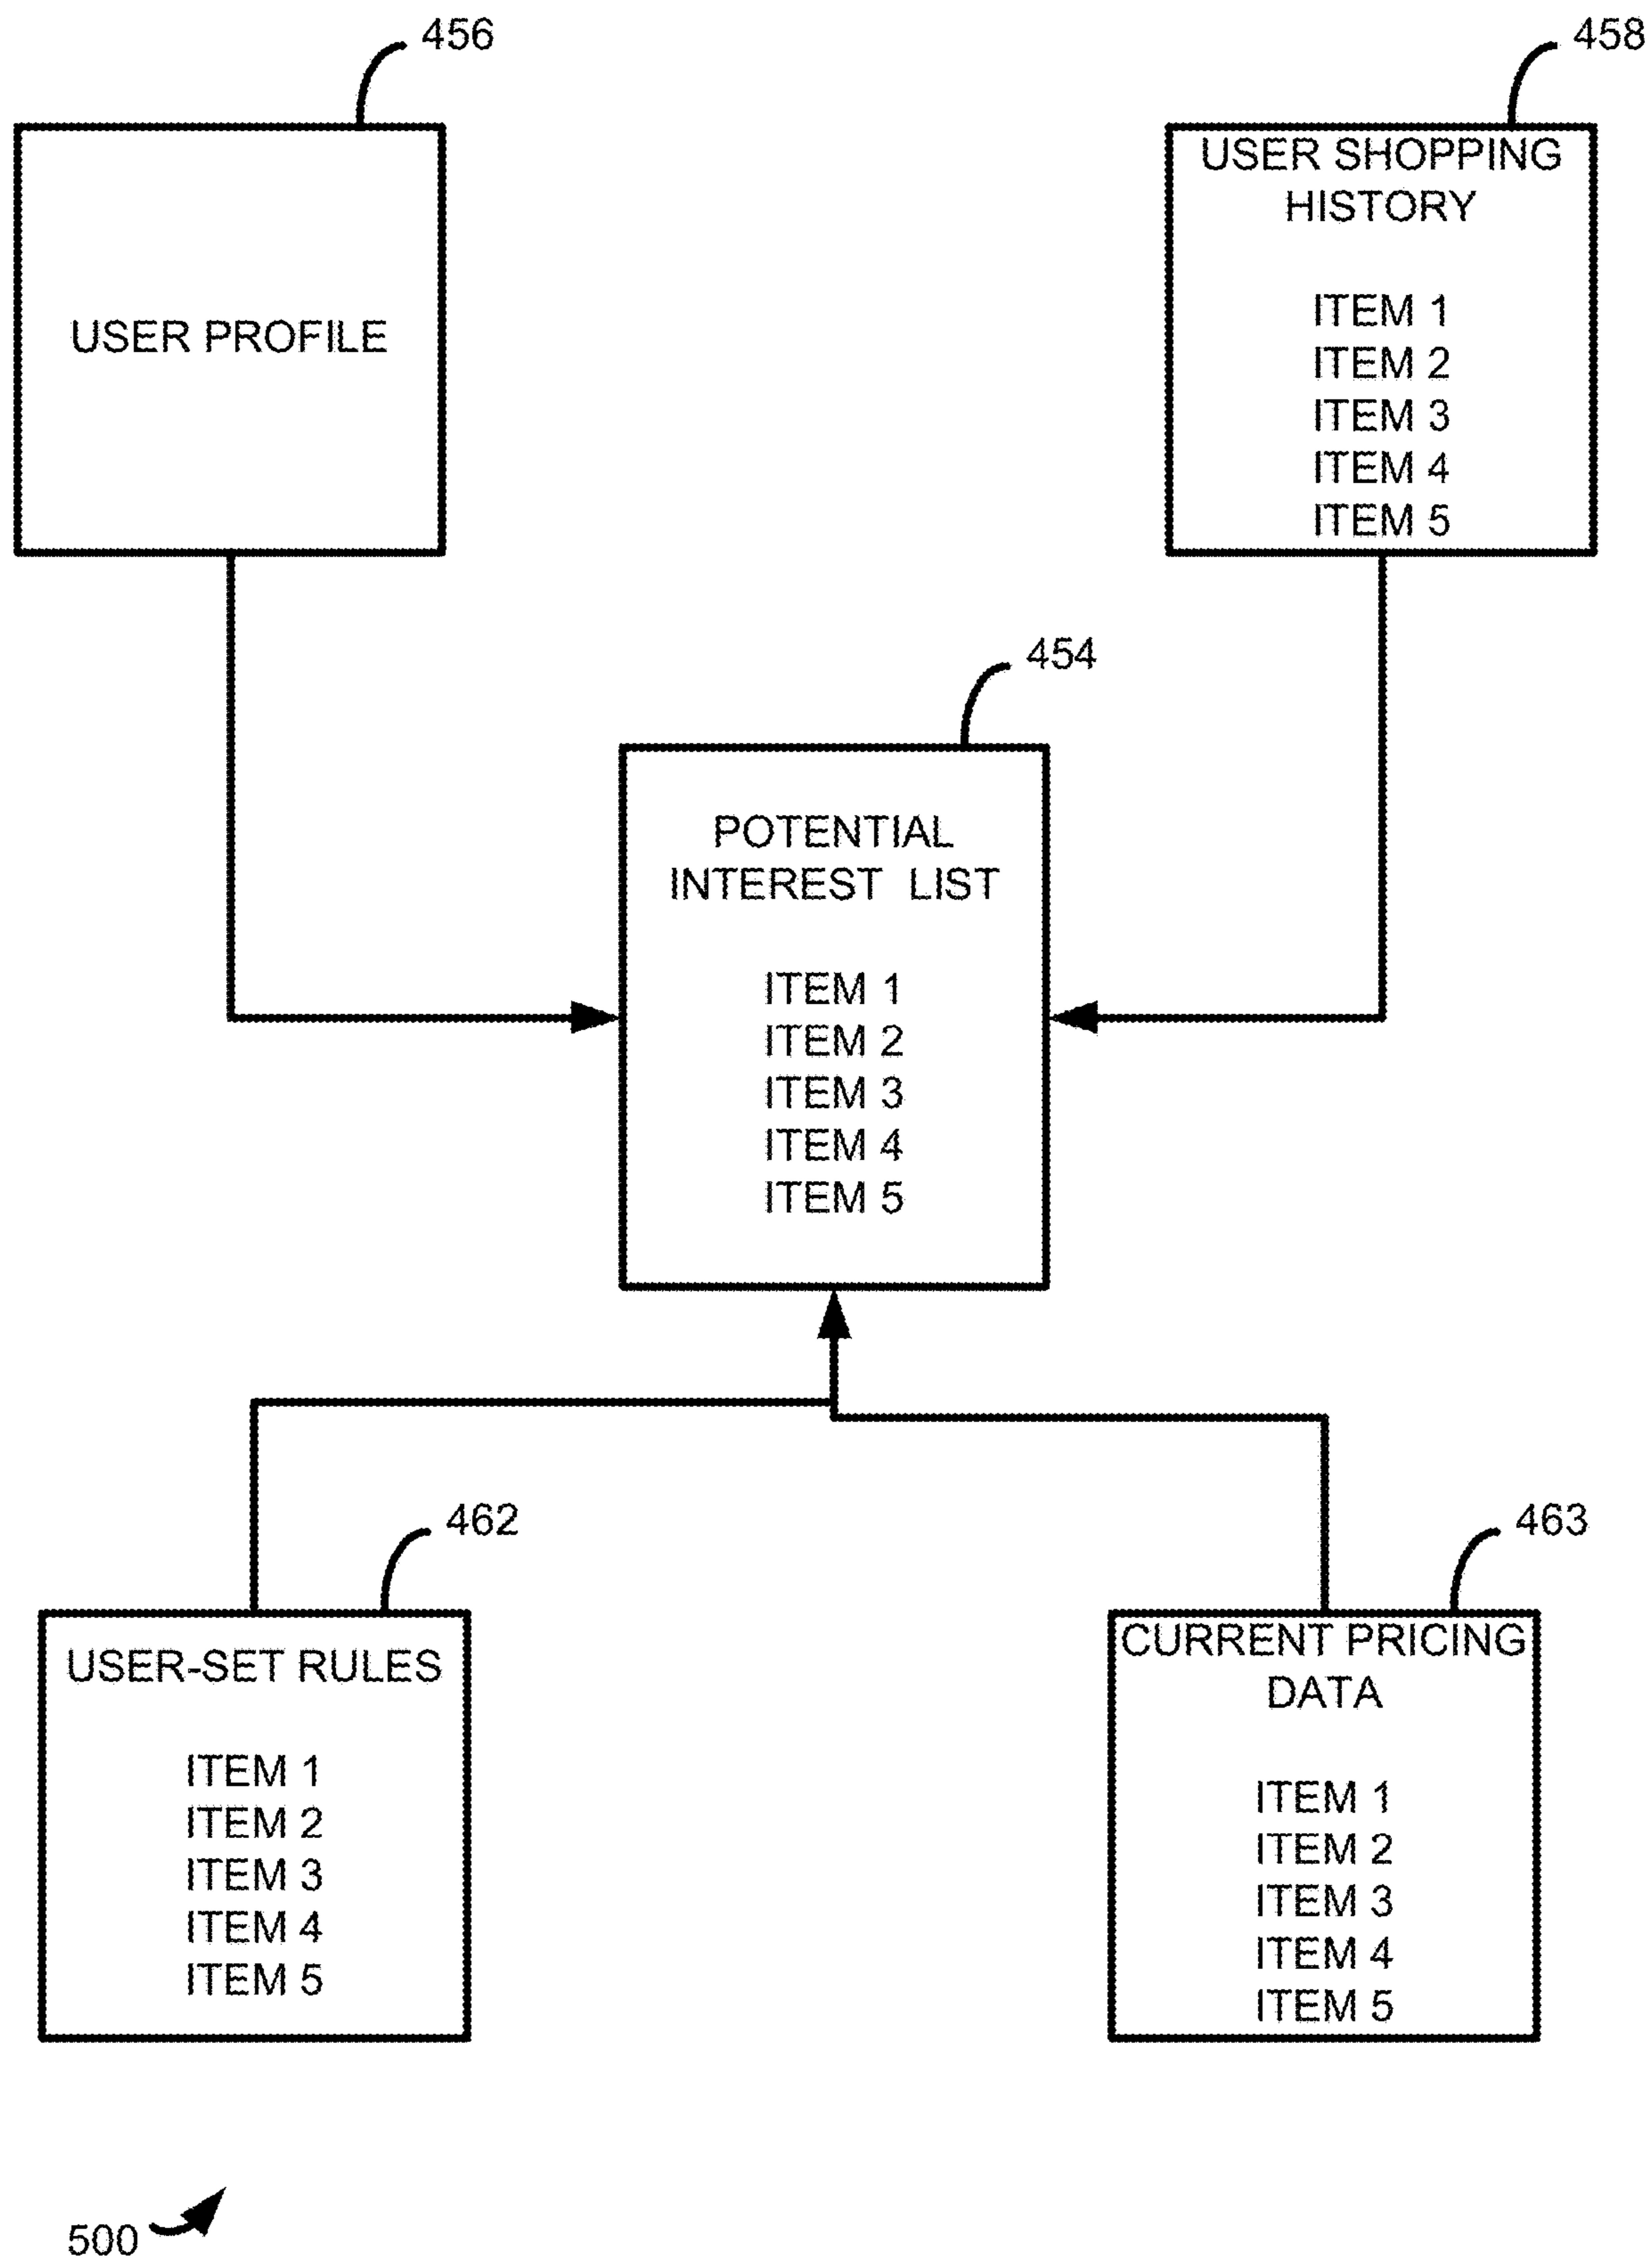 456
458
USER PROFILE
USER SHOPPING
HISTORY
ITEM 1
ITEM 2
ITEM 3
ITEM 4
ITEM 5
454
POTENTIAL
INTEREST LIST
ITEM 1
ITEM 2
ITEM 3
ITEM 4
ITEM 5
462
USER-SET RULES
ITEM 1
ITEM 2
ITEM 3
ITEM 4
ITEM 5
463
CURRENT PRICING
DATA
ITEM 1
ITEM 2
ITEM 3
ITEM 4
ITEM 5
500